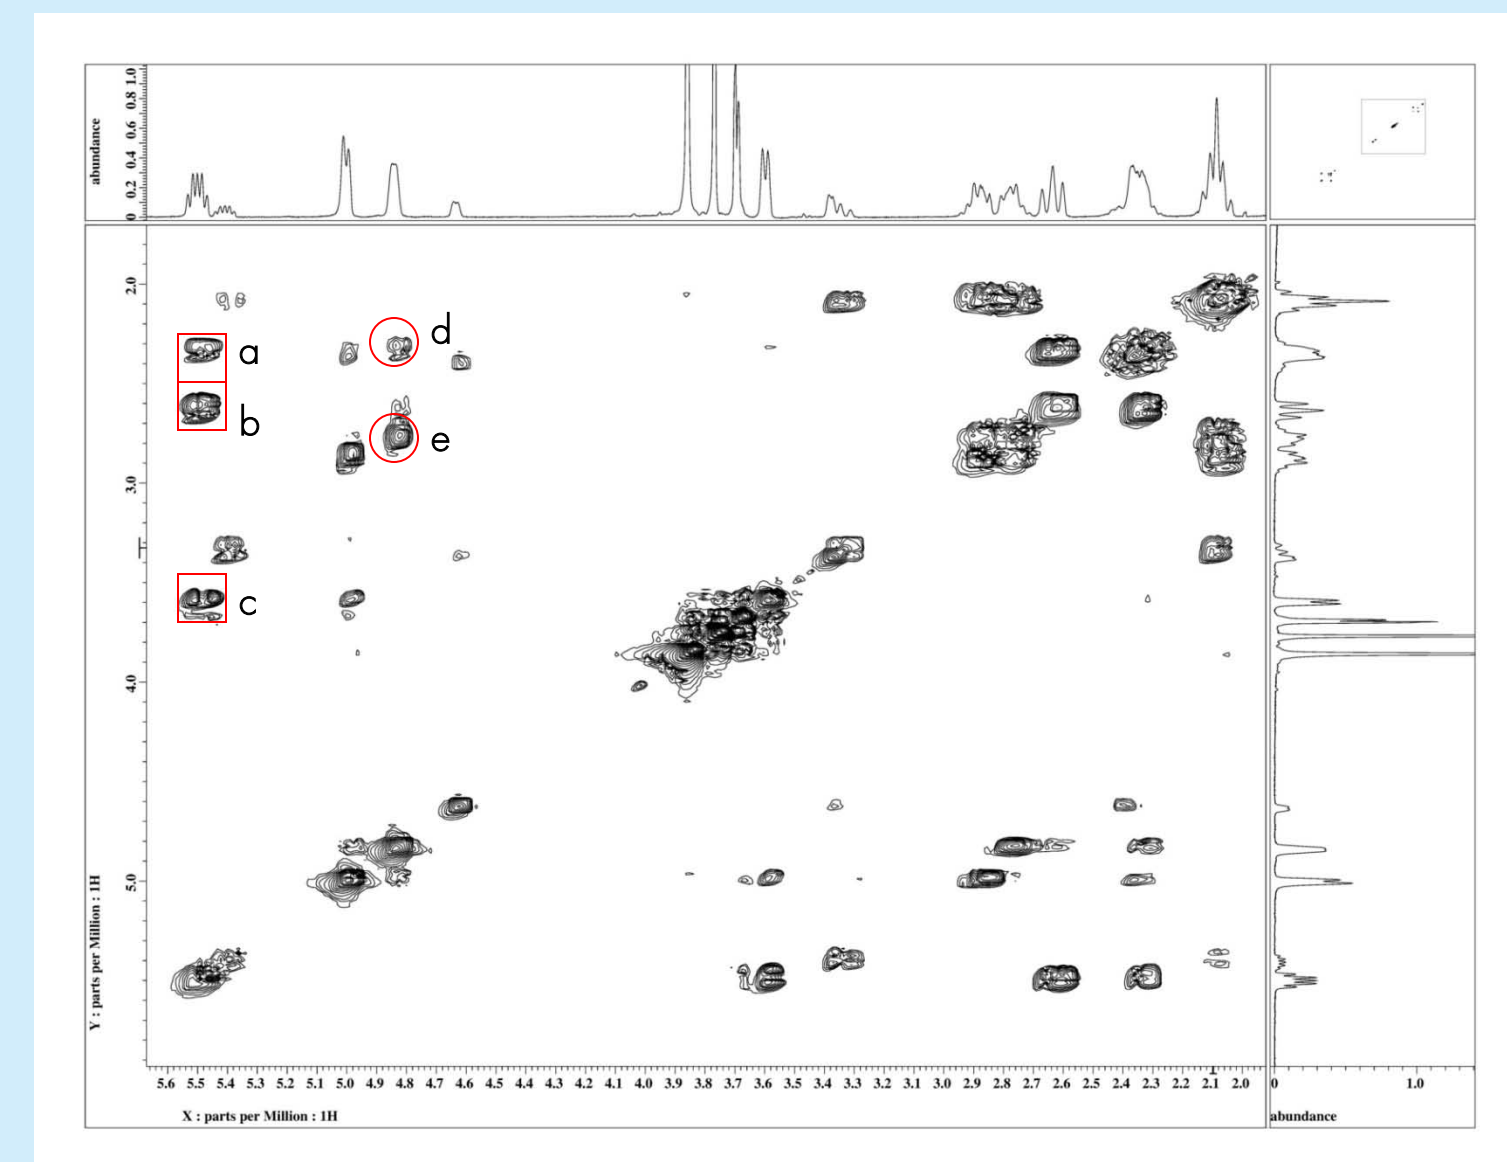 abundance
0 0.2 0.4 0.6 0.8 1.0
a
b
c
d
e
2.0
3.0
4.0
5.0
Y : parts per Million : 1H
5.6 5.5 5.4 5.3 5.2 5.1 5.0 4.9 4.8 4.7 4.6 4.5 4.4 4.3 4.2 4.1 4.0 3.9 3.8 3.7 3.6 3.5 3.4 3.3 3.2 3.1 3.0 2.9 2.8 2.7 2.6 2.5 2.4 2.3 2.2 2.1 2.0
X : parts per Million : 1H
0 1.0
abundance